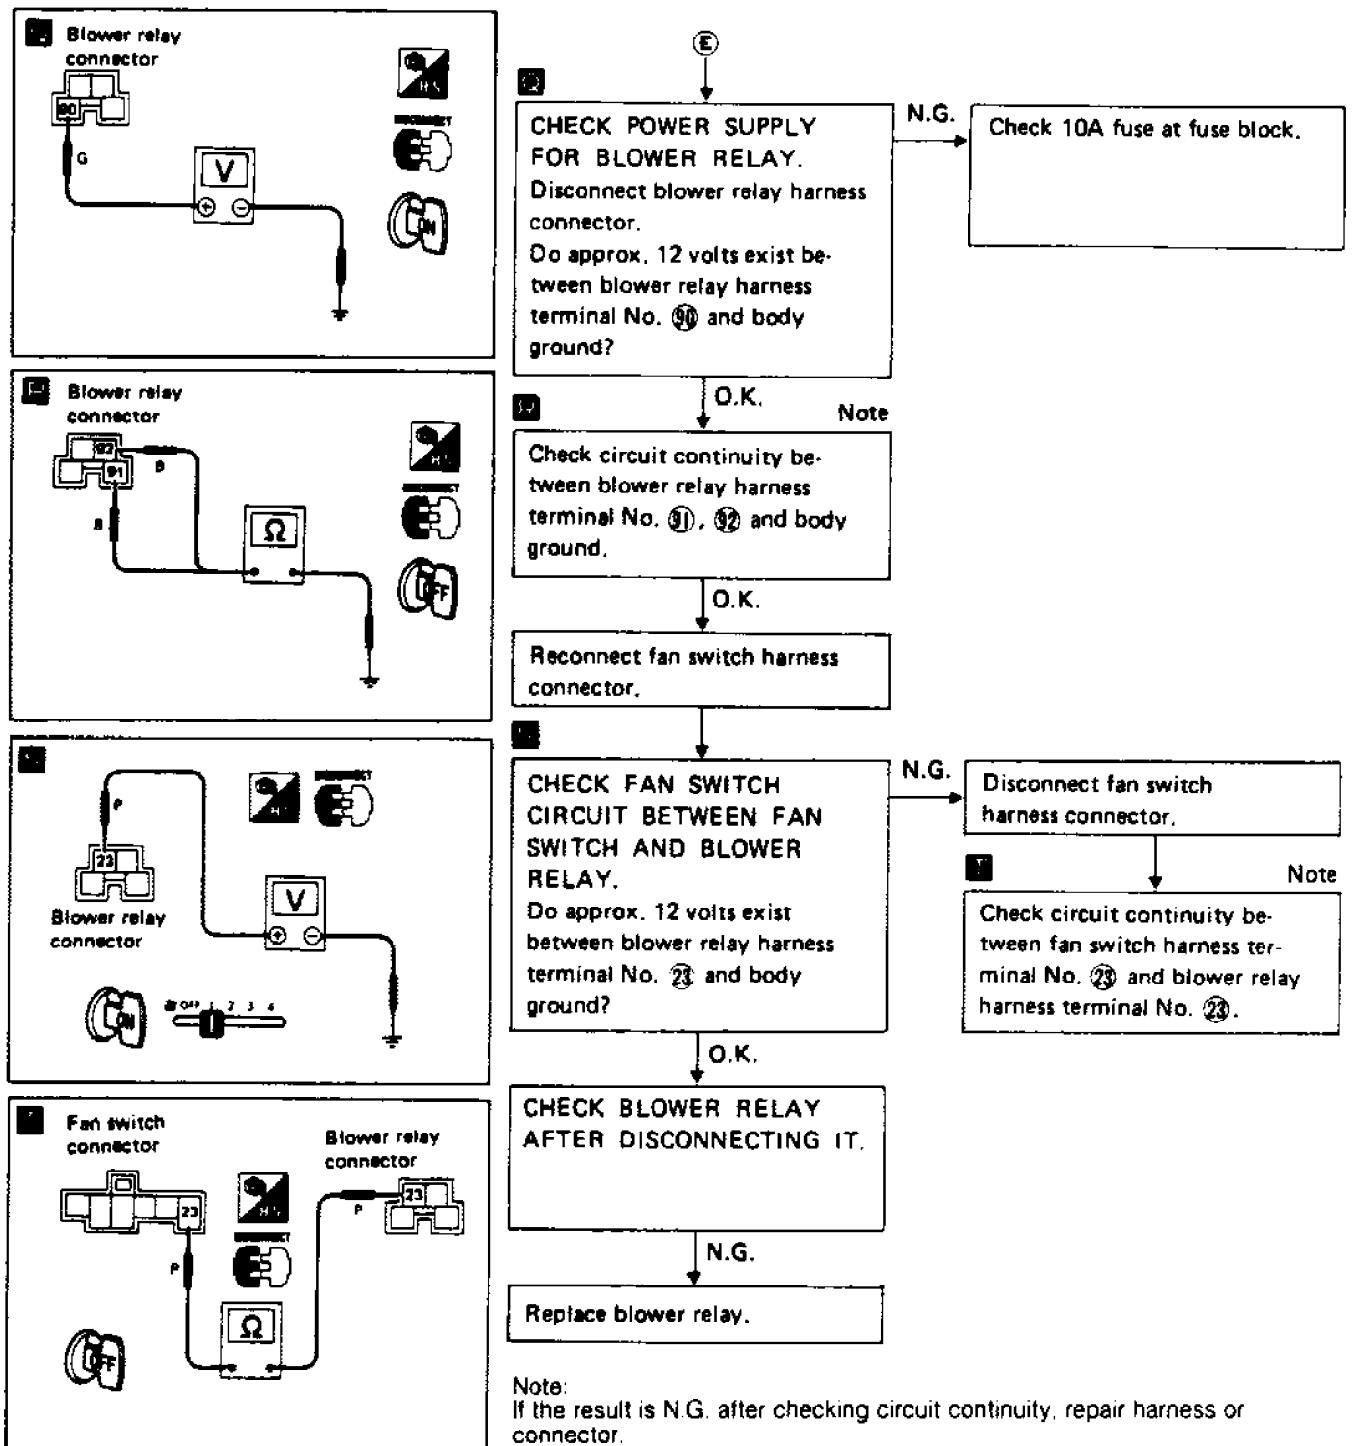 Blower relay
connector
90
G
V
DISCONNECT
ON
E
CHECK POWER SUPPLY
FOR BLOWER RELAY.
Disconnect blower relay harness
connector.
Do approx. 12 volts exist be-
tween blower relay harness
terminal No. 90 and body
ground?
N.G.
Check 10A fuse at fuse block.
O.K.
Blower relay
connector
92
B
91
B
Ω
DISCONNECT
OFF
Note
Check circuit continuity be-
tween blower relay harness
terminal No. 91, 92 and body
ground.
O.K.
Reconnect fan switch harness
connector.
P
DISCONNECT
23
Blower relay
connector
V
ON
OFF 1 2 3 4
CHECK FAN SWITCH
CIRCUIT BETWEEN FAN
SWITCH AND BLOWER
RELAY.
Do approx. 12 volts exist
between blower relay harness
terminal No. 23 and body
ground?
N.G.
Disconnect fan switch
harness connector.
Note
Check circuit continuity be-
tween fan switch harness ter-
minal No. 23 and blower relay
harness terminal No. 23.
O.K.
Fan switch
connector
Blower relay
connector
23
23
P
P
DISCONNECT
Ω
OFF
CHECK BLOWER RELAY
AFTER DISCONNECTING IT.
N.G.
Replace blower relay.
Note:
If the result is N.G. after checking circuit continuity, repair harness or
connector.